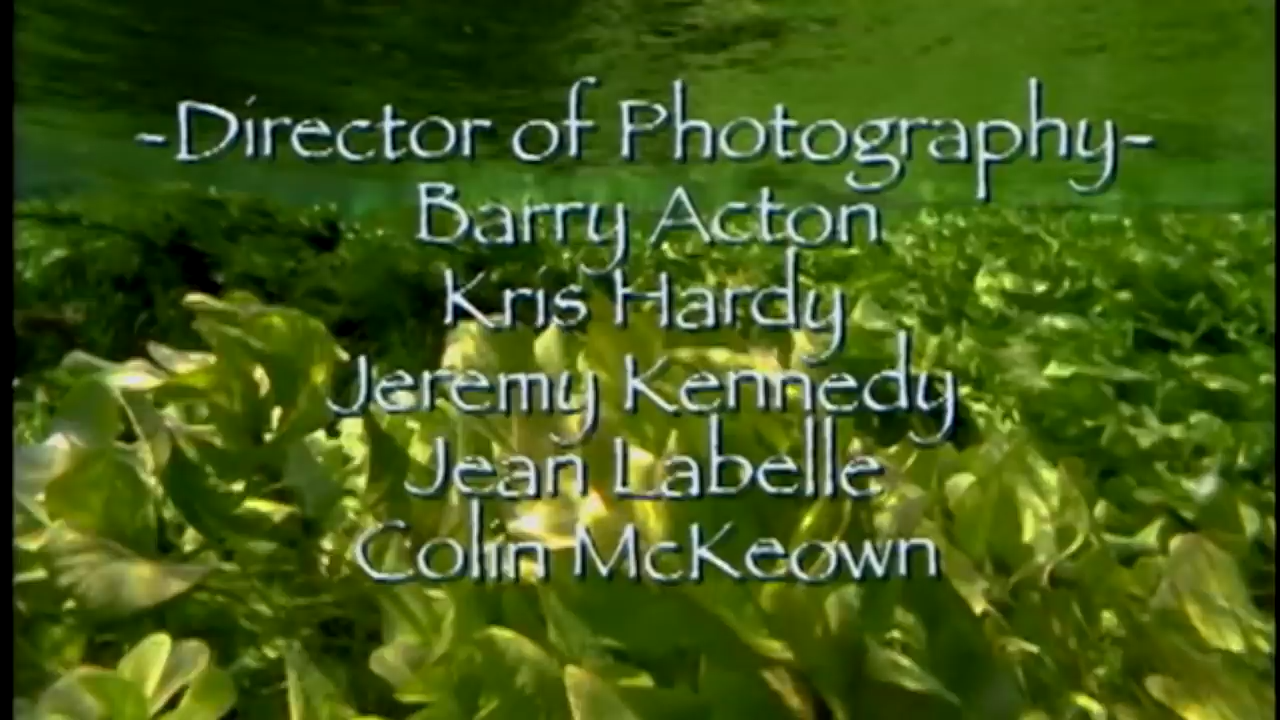 -Director of Photography-
Barry Acton
Kris Hardy
Jeremy Kennedy
Jean Labelle
Colin McKeown